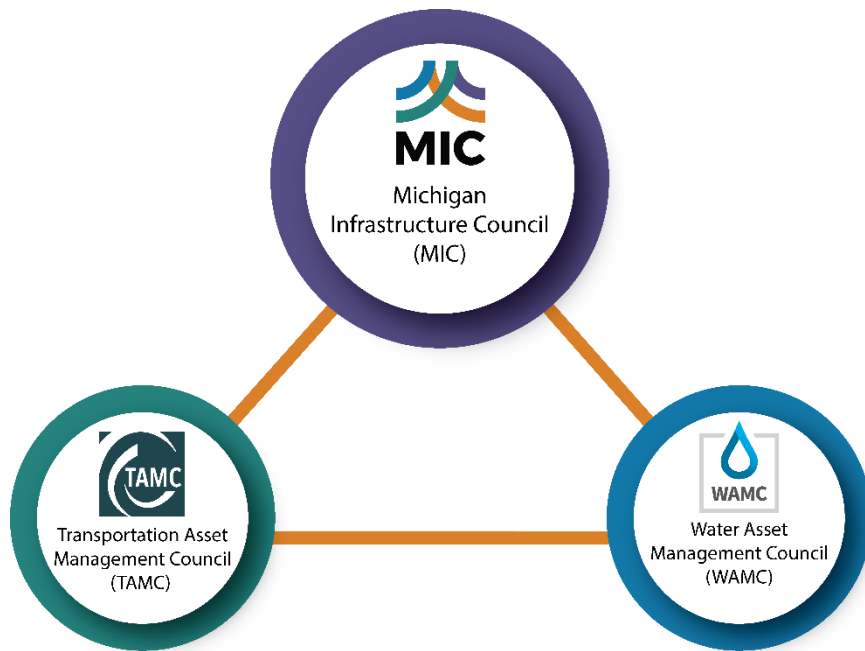 MIC
Michigan
Infrastructure Council
(MIC)
TAMC
Transportation Asset
Management Council
(TAMC)
WAMC
Water Asset
Management Council
(WAMC)